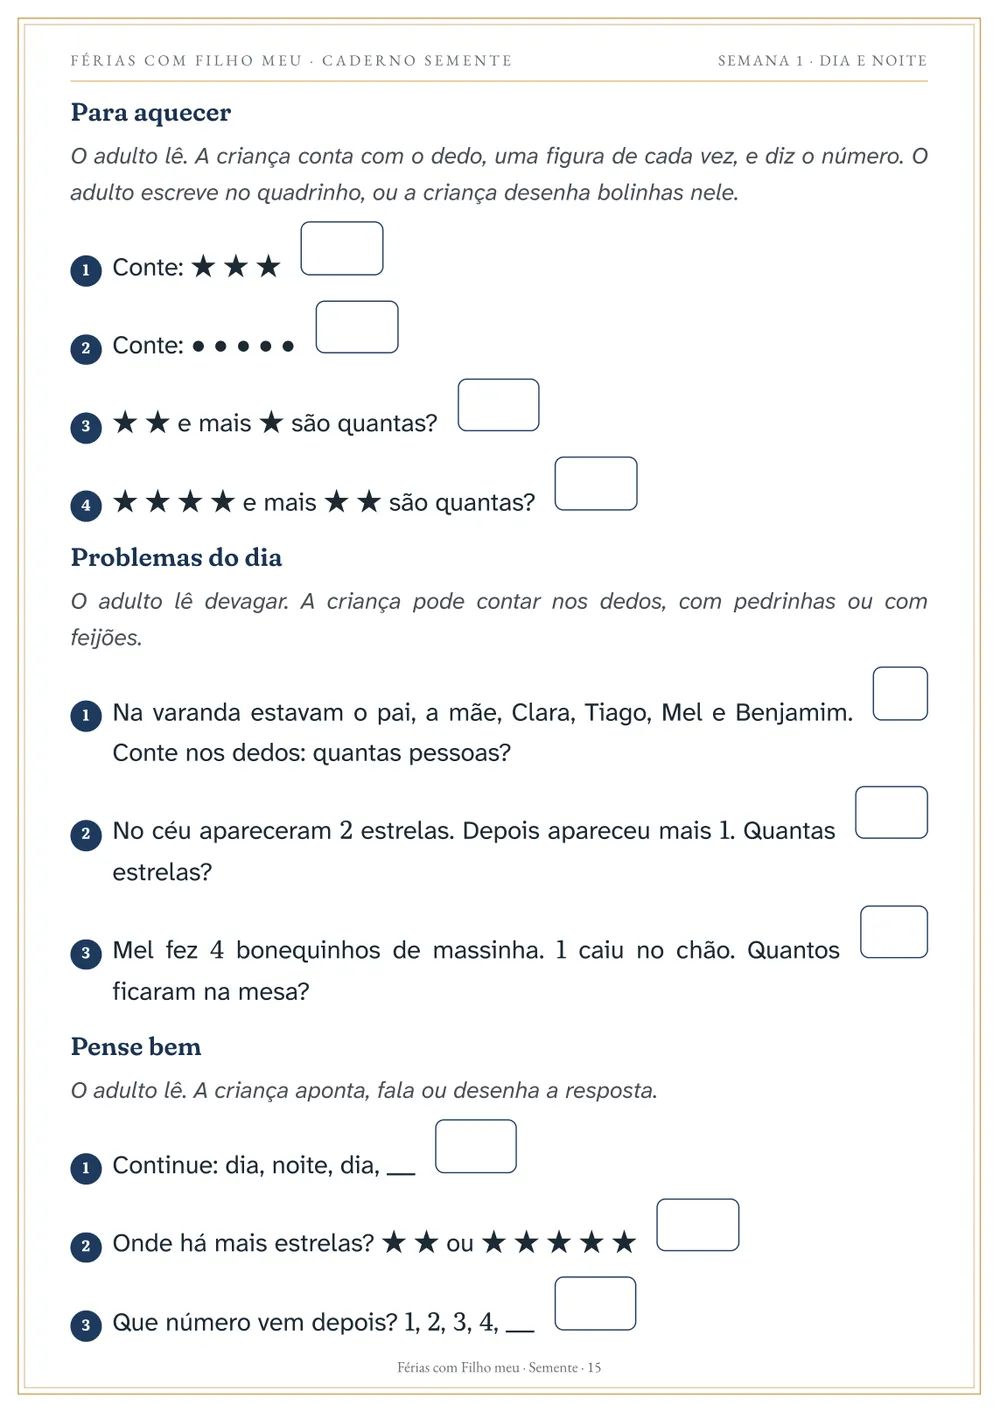 FÉRIAS COM FILHO MEU · CADERNO SEMENTE
SEMANA 1 · DIA E NOITE
Para aquecer
O adulto lê. A criança conta com o dedo, uma figura de cada vez, e diz o número. O
adulto escreve no quadrinho, ou a criança desenha bolinhas nele.
1 Conte: ★ ★ ★
2 Conte: ● ● ● ● ●
3 ★ ★ e mais ★ são quantas?
4 ★ ★ ★ ★ e mais ★ ★ são quantas?
Problemas do dia
O adulto lê devagar. A criança pode contar nos dedos, com pedrinhas ou com
feijões.
1 Na varanda estavam o pai, a mãe, Clara, Tiago, Mel e Benjamim.
Conte nos dedos: quantas pessoas?
2 No céu apareceram 2 estrelas. Depois apareceu mais 1. Quantas
estrelas?
3 Mel fez 4 bonequinhos de massinha. 1 caiu no chão. Quantos
ficaram na mesa?
Pense bem
O adulto lê. A criança aponta, fala ou desenha a resposta.
1 Continue: dia, noite, dia, __
2 Onde há mais estrelas? ★ ★ ou ★ ★ ★ ★ ★
3 Que número vem depois? 1, 2, 3, 4, __
Férias com Filho meu · Semente · 15